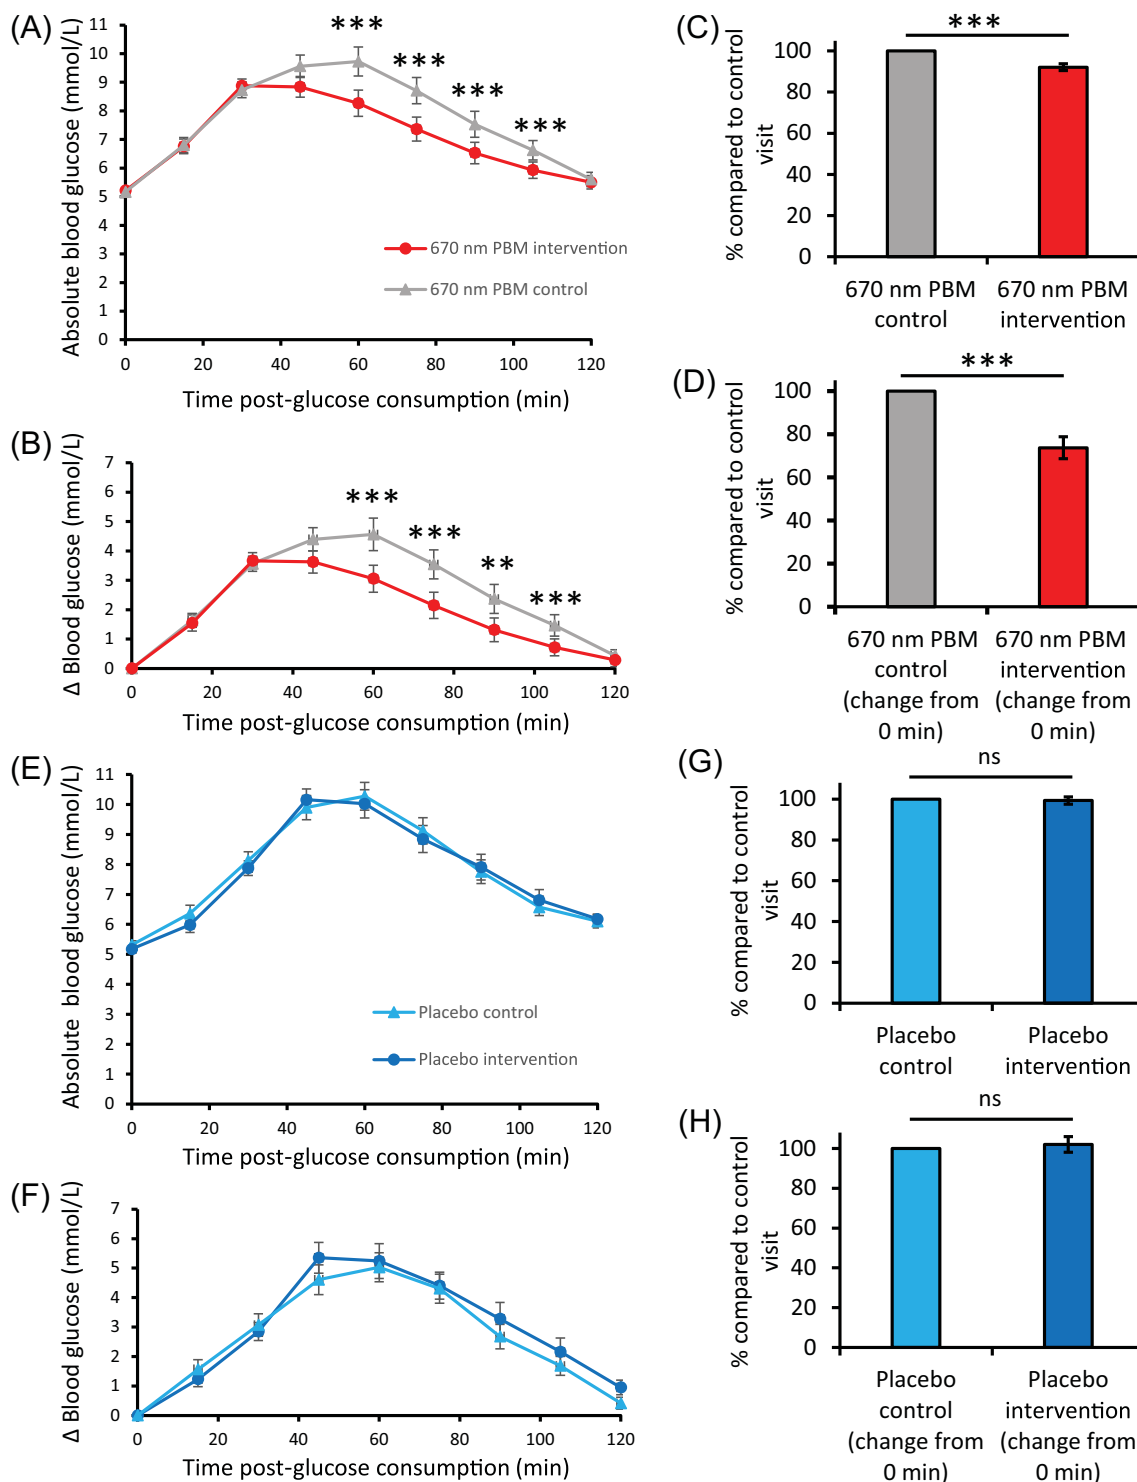 (A)
Absolute blood glucose (mmol/L)
11
10
9
8
7
6
5
4
3
2
1
0
*** *** *** ***
670 nm PBM intervention
670 nm PBM control
0 20 40 60 80 100 120
Time post-glucose consumption (min)
(B)
Δ Blood glucose (mmol/L)
7
6
5
4
3
2
1
0
*** *** ** ***
0 20 40 60 80 100 120
Time post-glucose consumption (min)
(C)
***
% compared to control
visit
100
80
60
40
20
0
670 nm PBM
control
670 nm PBM
intervention
(D)
***
% compared to control
visit
100
80
60
40
20
0
670 nm PBM
control
(change from
0 min)
670 nm PBM
intervention
(change from
0 min)
(E)
Absolute blood glucose (mmol/L)
11
10
9
8
7
6
5
4
3
2
1
0
Placebo control
Placebo intervention
0 20 40 60 80 100 120
Time post-glucose consumption (min)
(F)
Δ Blood glucose (mmol/L)
7
6
5
4
3
2
1
0
0 20 40 60 80 100 120
Time post-glucose consumption (min)
(G)
ns
% compared to control
visit
100
80
60
40
20
0
Placebo
control
Placebo
intervention
(H)
ns
% compared to control
visit
100
80
60
40
20
0
Placebo
control
(change from
0 min)
Placebo
intervention
(change from
0 min)